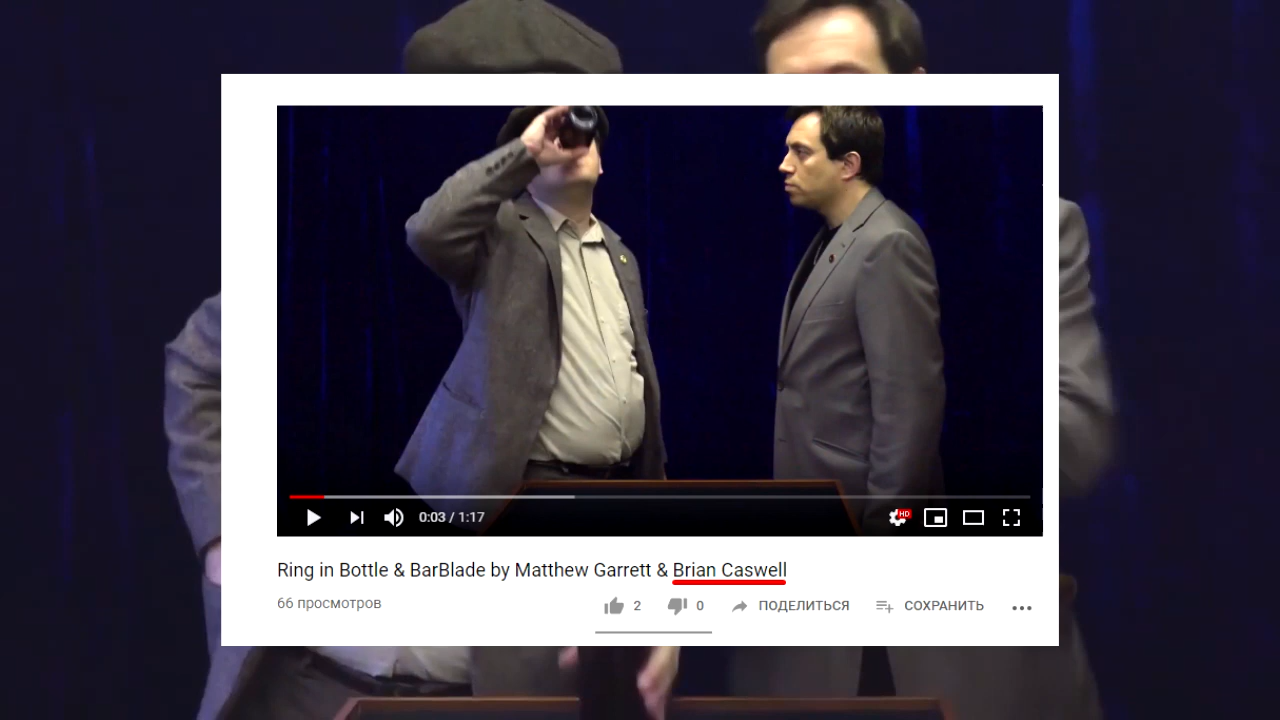 HD
0:03 / 1:17
Ring in Bottle & BarBlade by Matthew Garrett & Brian Caswell
66 просмотров
2
0
ПОДЕЛИТЬСЯ
СОХРАНИТЬ